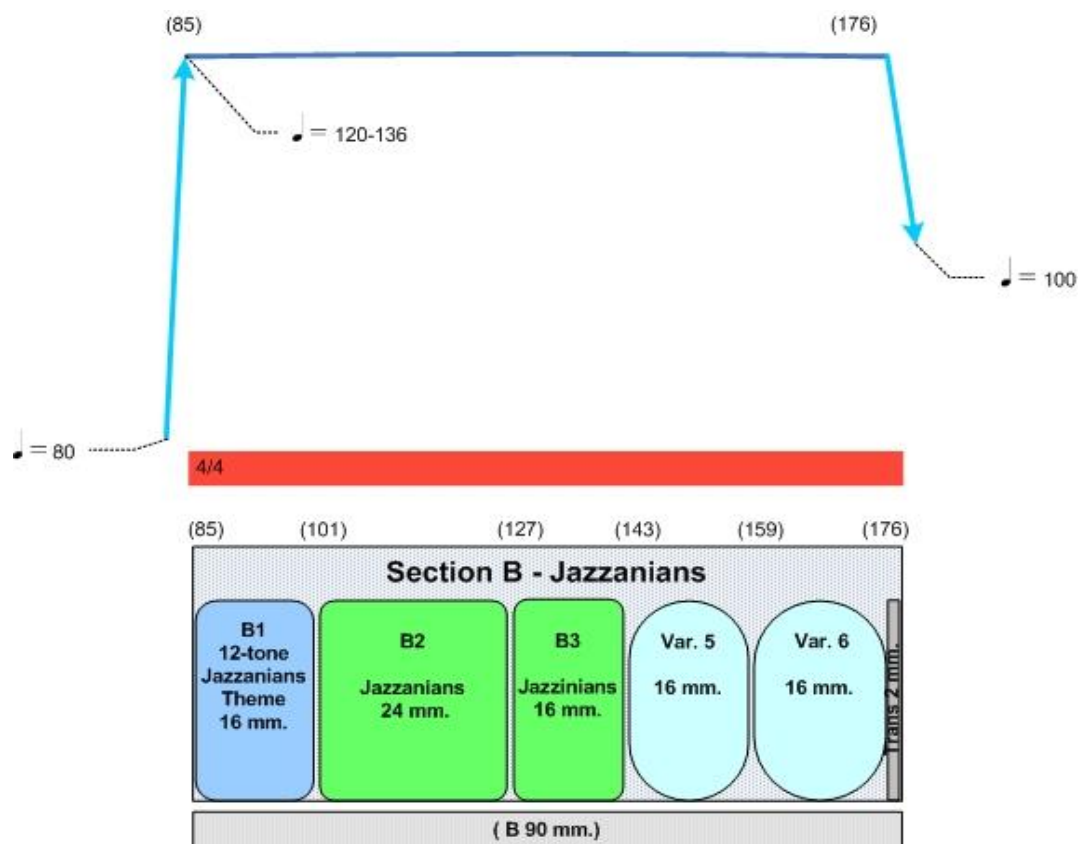 (85)
(176)
♩ = 120-136
♩ = 100
♩ = 80
4/4
(85)
(101)
(127)
(143)
(159)
(176)
Section B - Jazzanians
B1
12-tone
Jazzanians
Theme
16 mm.
B2
Jazzanians
24 mm.
B3
Jazzinians
16 mm.
Var. 5
16 mm.
Var. 6
16 mm.
Trans 2 mm.
( B 90 mm.)